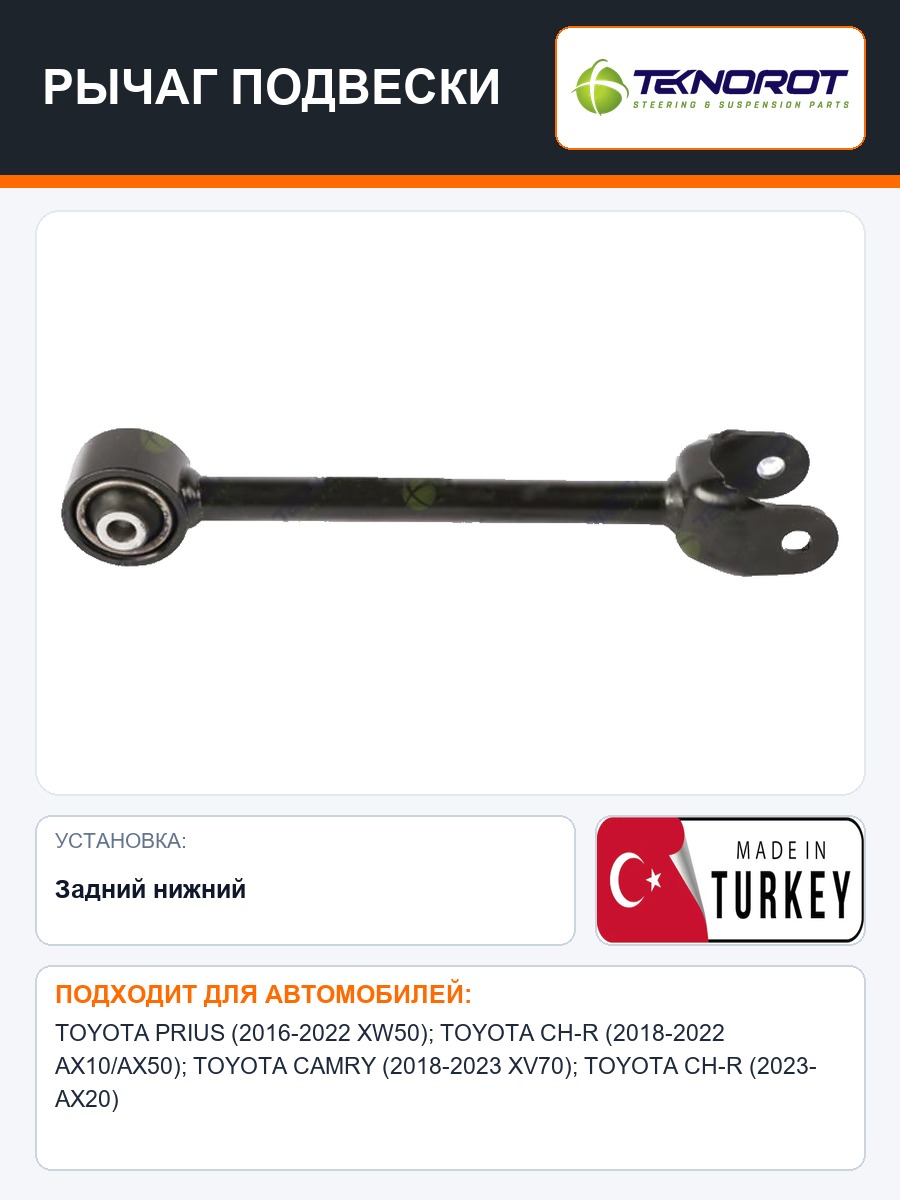 РЫЧАГ ПОДВЕСКИ
TEKNOROT
STEERING & SUSPENSION PARTS
УСТАНОВКА:
Задний нижний
MADE IN
TURKEY
ПОДХОДИТ ДЛЯ АВТОМОБИЛЕЙ:
TOYOTA PRIUS (2016-2022 XW50); TOYOTA CH-R (2018-2022
AX10/AX50); TOYOTA CAMRY (2018-2023 XV70); TOYOTA CH-R (2023-
AX20)